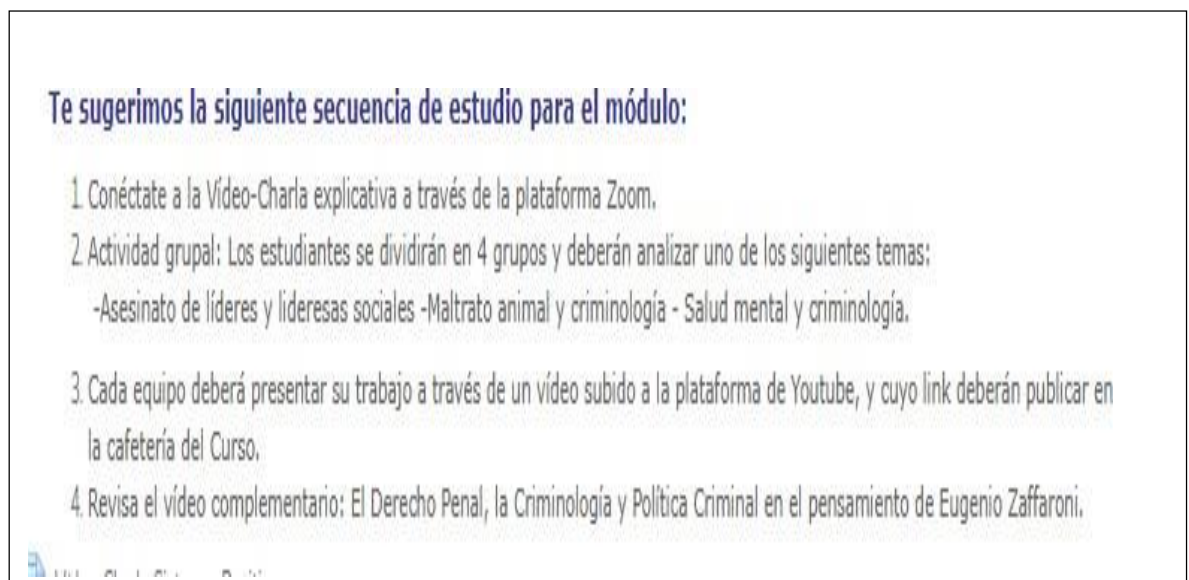 Te sugerimos la siguiente secuencia de estudio para el módulo:
1. Conéctate a la Vídeo-Charla explicativa a través de la plataforma Zoom.
2. Actividad grupal: Los estudiantes se dividirán en 4 grupos y deberán analizar uno de los siguientes temas:
-Asesinato de líderes y lideresas sociales -Maltrato animal y criminología - Salud mental y criminología.
3. Cada equipo deberá presentar su trabajo a través de un vídeo subido a la plataforma de Youtube, y cuyo link deberán publicar en
la cafetería del Curso.
4. Revisa el vídeo complementario: El Derecho Penal, la Criminología y Política Criminal en el pensamiento de Eugenio Zaffaroni.